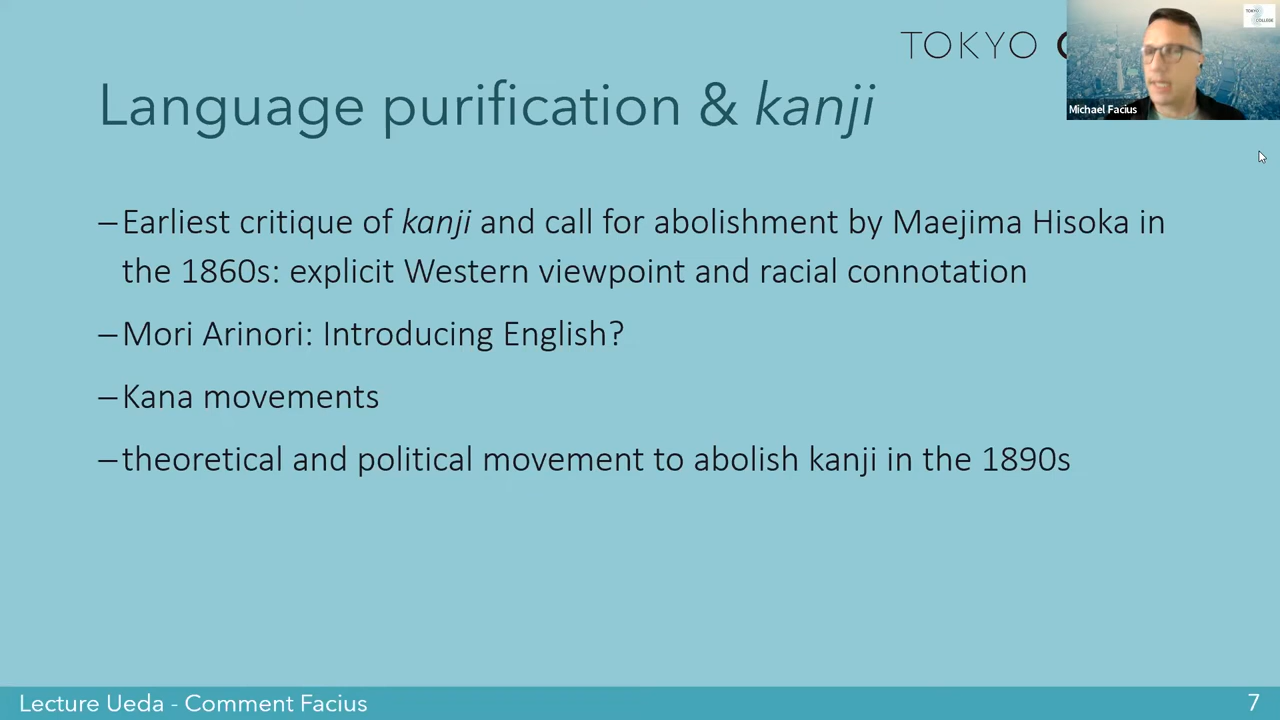 TOKYO
TOKYO
COLLEGE
Michael Facius
Language purification & kanji
–Earliest critique of kanji and call for abolishment by Maejima Hisoka in
the 1860s: explicit Western viewpoint and racial connotation
–Mori Arinori: Introducing English?
–Kana movements
–theoretical and political movement to abolish kanji in the 1890s
Lecture Ueda - Comment Facius
7